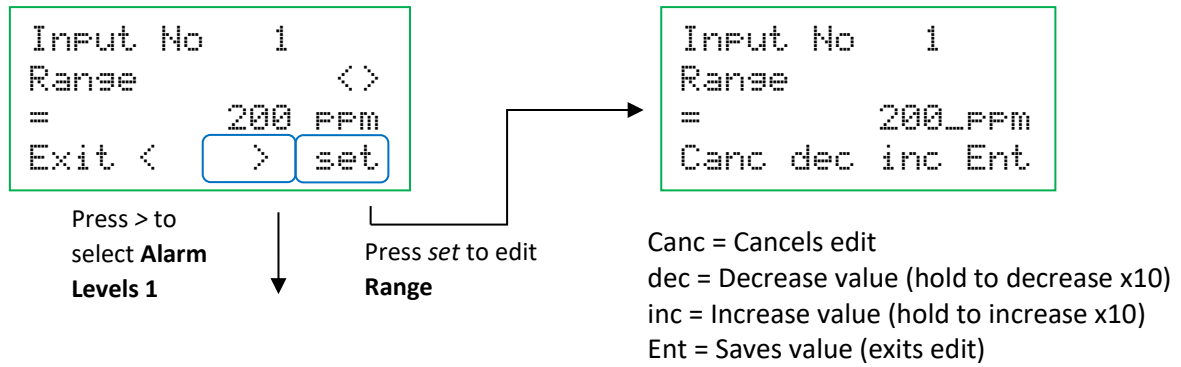 Input No 1
Range <>
= 200 ppm
Exit < > set
Press > to
select Alarm
Levels 1
Press set to edit
Range
Input No 1
Range
= 200_ppm
Canc dec inc Ent
Canc = Cancels edit
dec = Decrease value (hold to decrease x10)
inc = Increase value (hold to increase x10)
Ent = Saves value (exits edit)